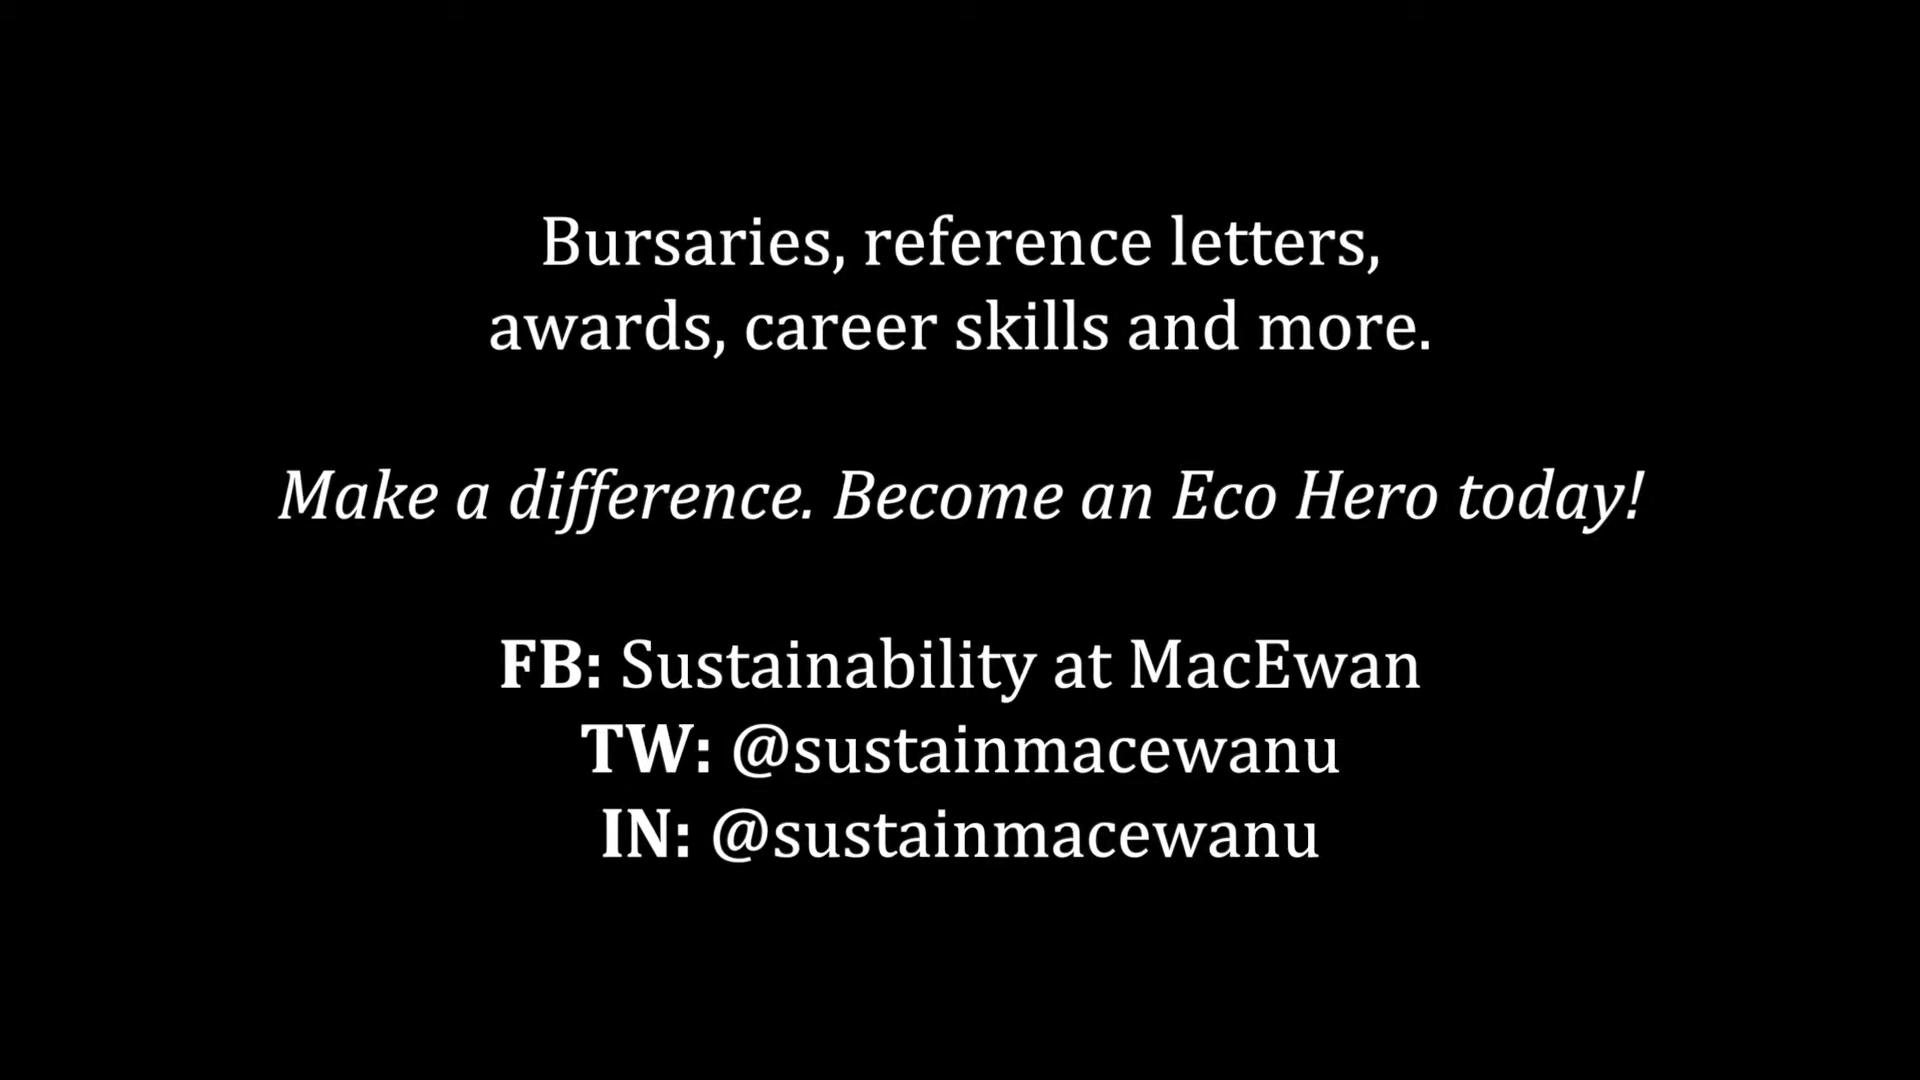 Bursaries, reference letters,
awards, career skills and more.
Make a difference. Become an Eco Hero today!
FB: Sustainability at MacEwan
TW: @sustainmacewanu
IN: @sustainmacewanu